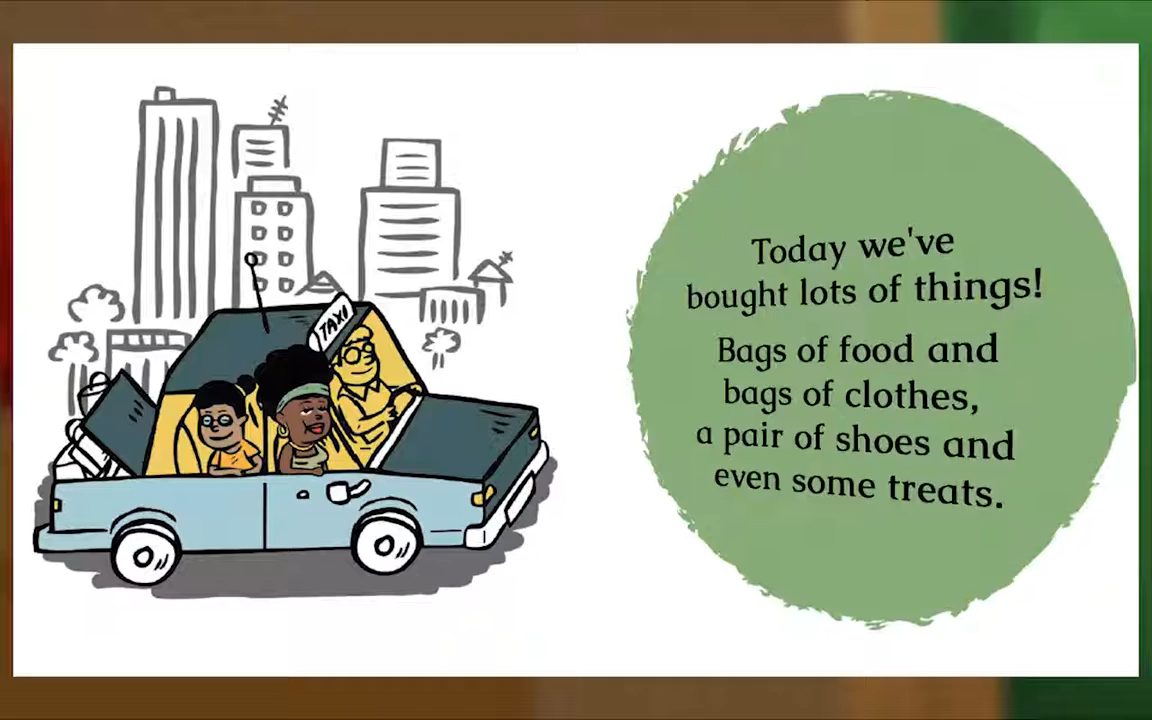 TAXI
Today we've
bought lots of things!
Bags of food and
bags of clothes,
a pair of shoes and
even some treats.